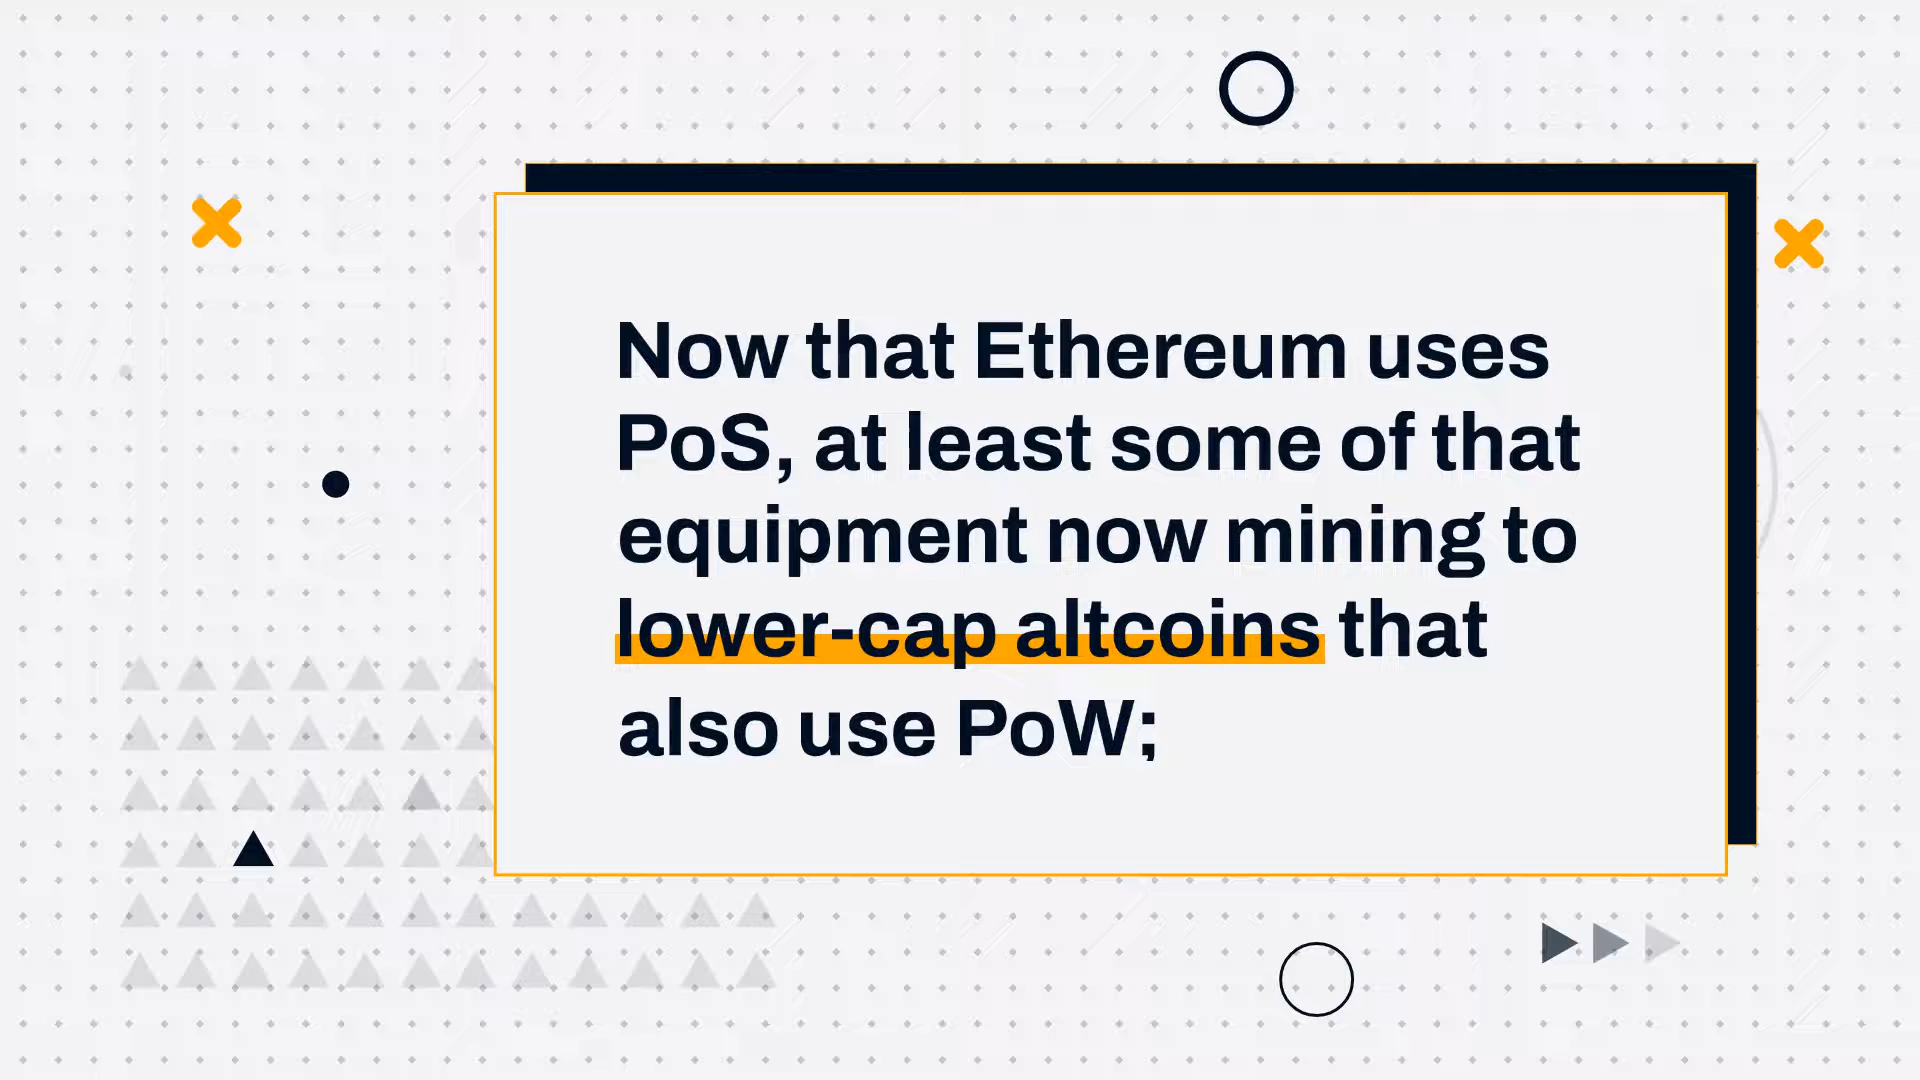 Now that Ethereum uses
PoS, at least some of that
equipment now mining to
lower-cap altcoins that
also use PoW;